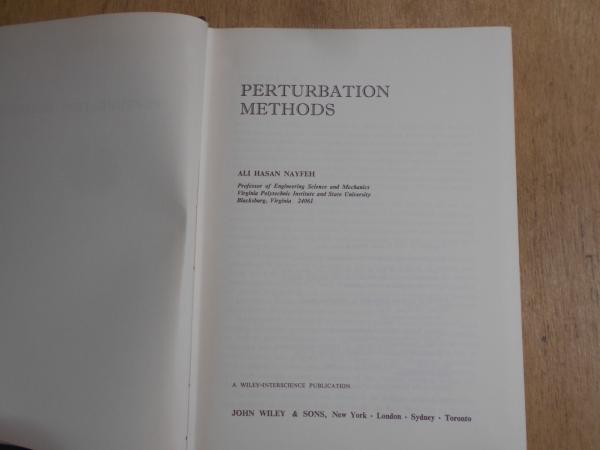 PERTURBATION
METHODS
ALI HASAN NAYFEH
Professor of Engineering Science and Mechanics
Virginia Polytechnic Institute and State University
Blacksburg, Virginia 24061
A WILEY-INTERSCIENCE PUBLICATION
JOHN WILEY & SONS, New York · London · Sydney · Toronto